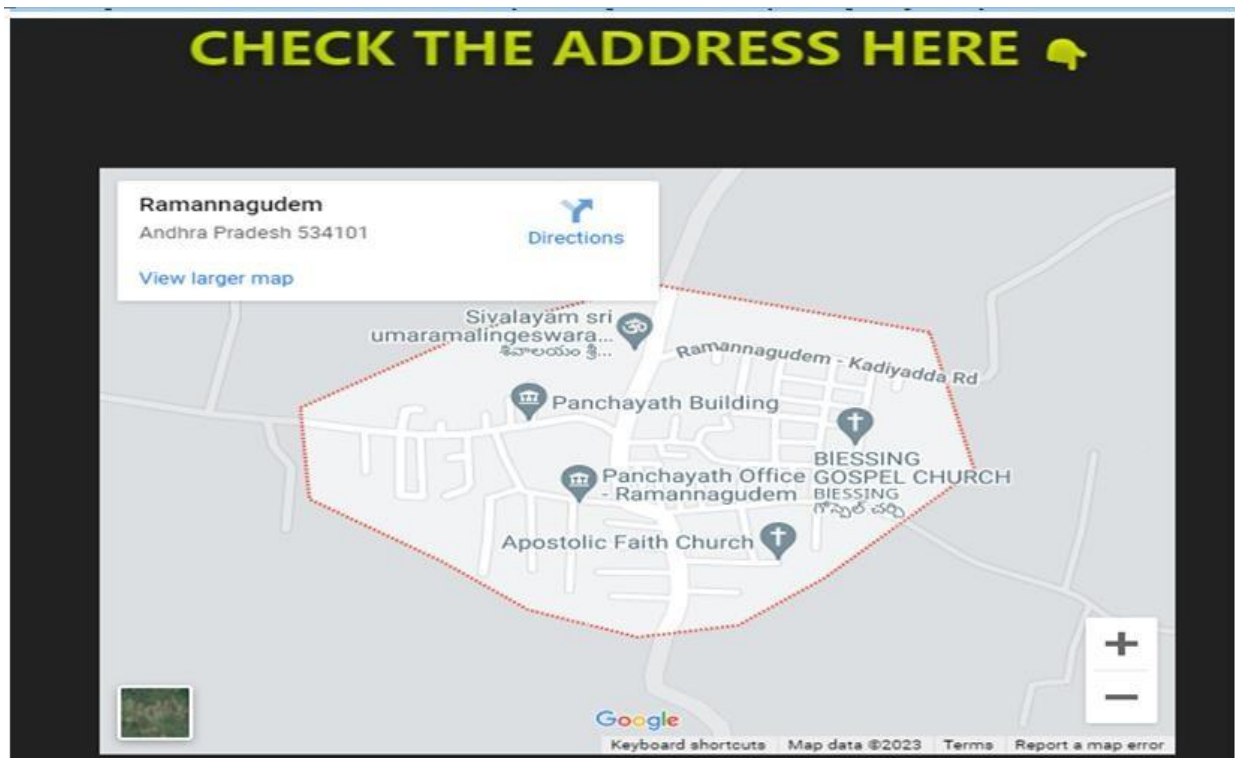 CHECK THE ADDRESS HERE 👇
Ramannagudem
Andhra Pradesh 534101
Directions
View larger map
Sivalayam sri
umaramalingeswara...
శివాలయం శ్రీ...
Ramannagudem - Kadiyadda Rd
Panchayath Building
BIESSING
GOSPEL CHURCH
BIESSING
గోస్పెల్ చర్చి
Panchayath Office
- Ramannagudem
Apostolic Faith Church
+
−
Google
Keyboard shortcuts Map data ©2023 Terms Report a map error